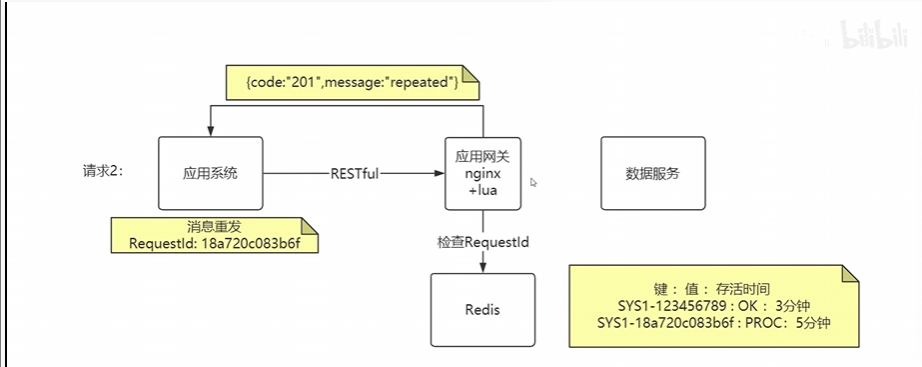 bilibili
{code:"201",message:"repeated"}
请求2:
应用系统
RESTful
应用网关
nginx
+lua
数据服务
消息重发
RequestId: 18a720c083b6f
检查RequestId
Redis
键 : 值 : 存活时间
SYS1-123456789 : OK : 3分钟
SYS1-18a720c083b6f : PROC: 5分钟